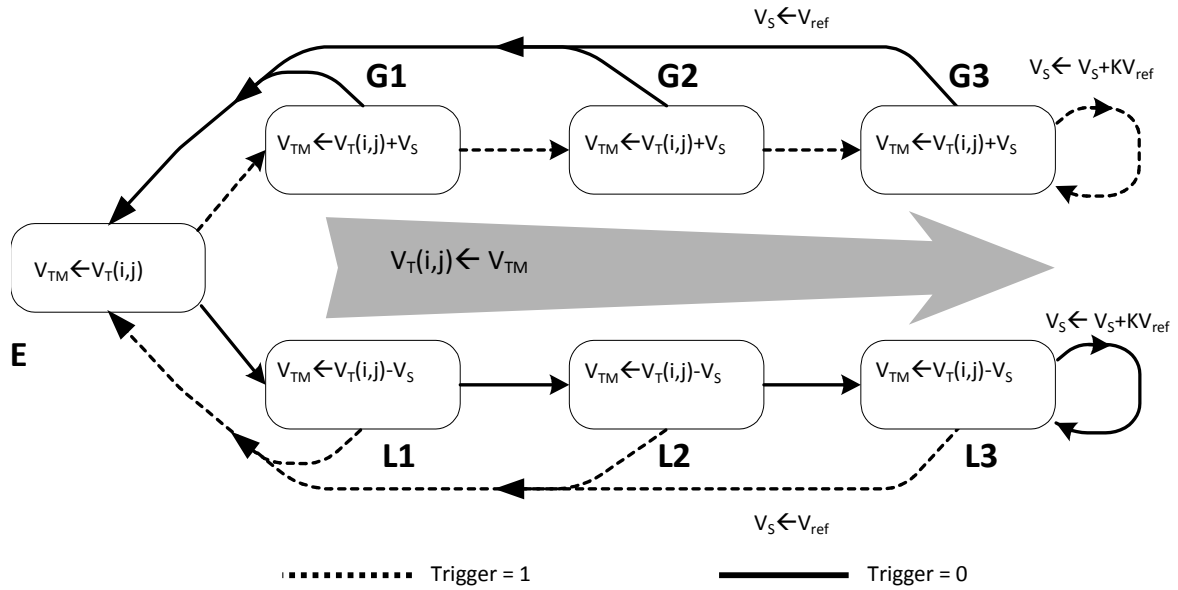 V_S← V_ref
G1
G2
G3
V_S← V_S+KV_ref
V_TM←V_T(i,j)+V_S
V_TM←V_T(i,j)+V_S
V_TM←V_T(i,j)+V_S
V_TM←V_T(i,j)
V_T(i,j)← V_TM
E
V_S← V_S+KV_ref
V_TM←V_T(i,j)-V_S
V_TM←V_T(i,j)-V_S
V_TM←V_T(i,j)-V_S
L1
L2
L3
V_S← V_ref
Trigger = 1
Trigger = 0